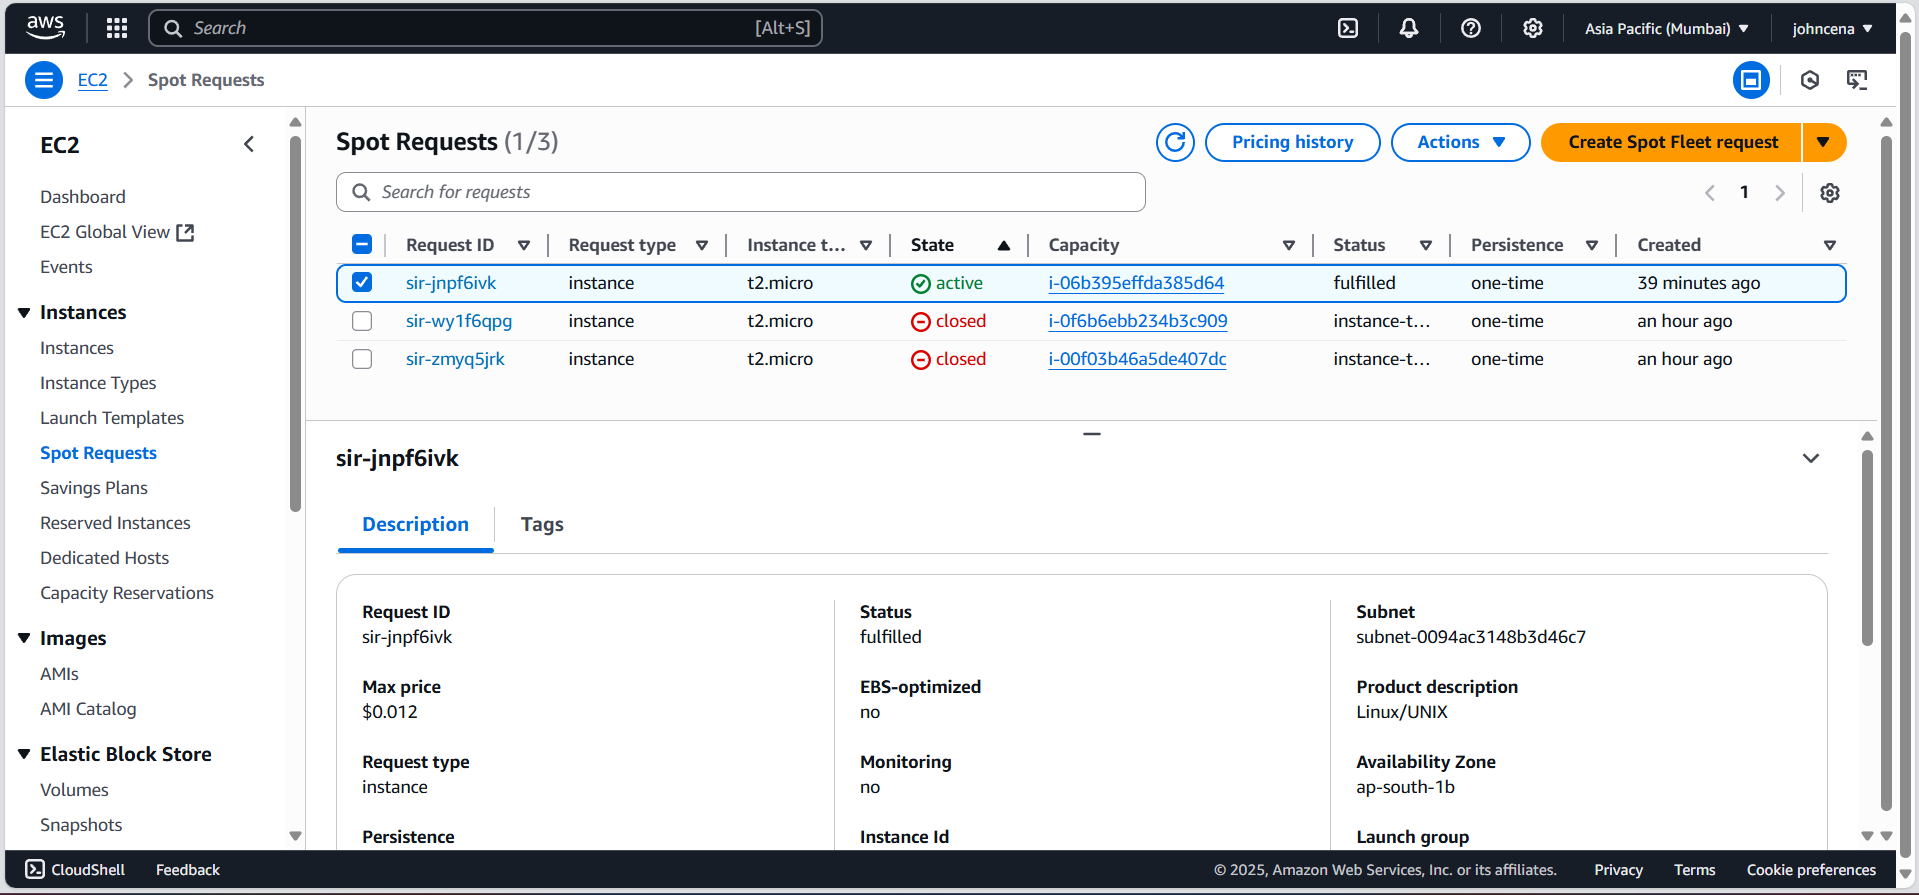 aws
Search [Alt+S]
Asia Pacific (Mumbai)
johncena
EC2 Spot Requests
EC2
Dashboard
EC2 Global View
Events
Instances
Instances
Instance Types
Launch Templates
Spot Requests
Savings Plans
Reserved Instances
Dedicated Hosts
Capacity Reservations
Images
AMIs
AMI Catalog
Elastic Block Store
Volumes
Snapshots
Spot Requests (1/3)
Pricing history
Actions
Create Spot Fleet request
Search for requests
1
Request ID Request type Instance t... State Capacity Status Persistence Created
sir-jnpf6ivk instance t2.micro active i-06b395effda385d64 fulfilled one-time 39 minutes ago
sir-wy1f6qpg instance t2.micro closed i-0f6b6ebb234b3c909 instance-t... one-time an hour ago
sir-zmyq5jrk instance t2.micro closed i-00f03b46a5de407dc instance-t... one-time an hour ago
sir-jnpf6ivk
Description Tags
Request ID
sir-jnpf6ivk
Max price
$0.012
Request type
instance
Persistence
Status
fulfilled
EBS-optimized
no
Monitoring
no
Instance Id
Subnet
subnet-0094ac3148b3d46c7
Product description
Linux/UNIX
Availability Zone
ap-south-1b
Launch group
CloudShell Feedback
© 2025, Amazon Web Services, Inc. or its affiliates. Privacy Terms Cookie preferences